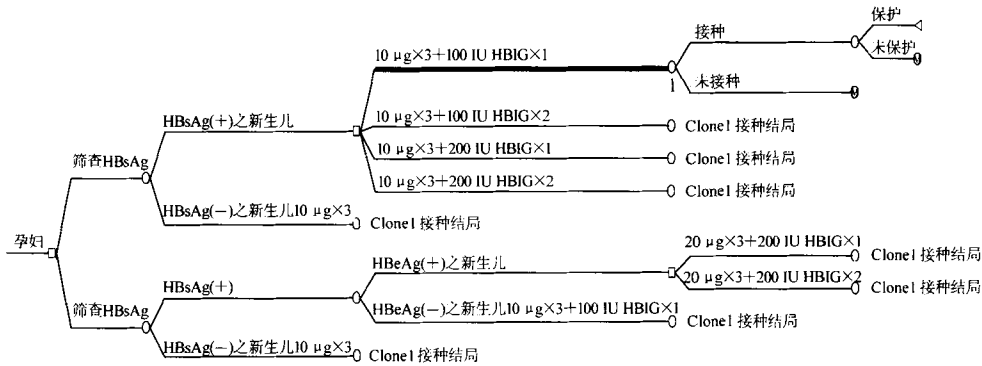 保护
接种
未保护
10 μg×3+100 IU HBIG×1
1
未接种
HBsAg(+)之新生儿
10 μg×3+100 IU HBIG×2
Clone1 接种结局
筛查HBsAg
10 μg×3+200 IU HBIG×1
Clone1 接种结局
10 μg×3+200 IU HBIG×2
Clone1 接种结局
HBsAg(-)之新生儿10 μg×3
Clone1 接种结局
孕妇
HBeAg(+)之新生儿
20 μg×3+200 IU HBIG×1
Clone1 接种结局
HBsAg(+)
20 μg×3+200 IU HBIG×2
Clone1 接种结局
筛查HBsAg
HBeAg(-)之新生儿10 μg×3+100 IU HBIG×1
Clone1 接种结局
HBsAg(-)之新生儿10 μg×3
Clone1 接种结局